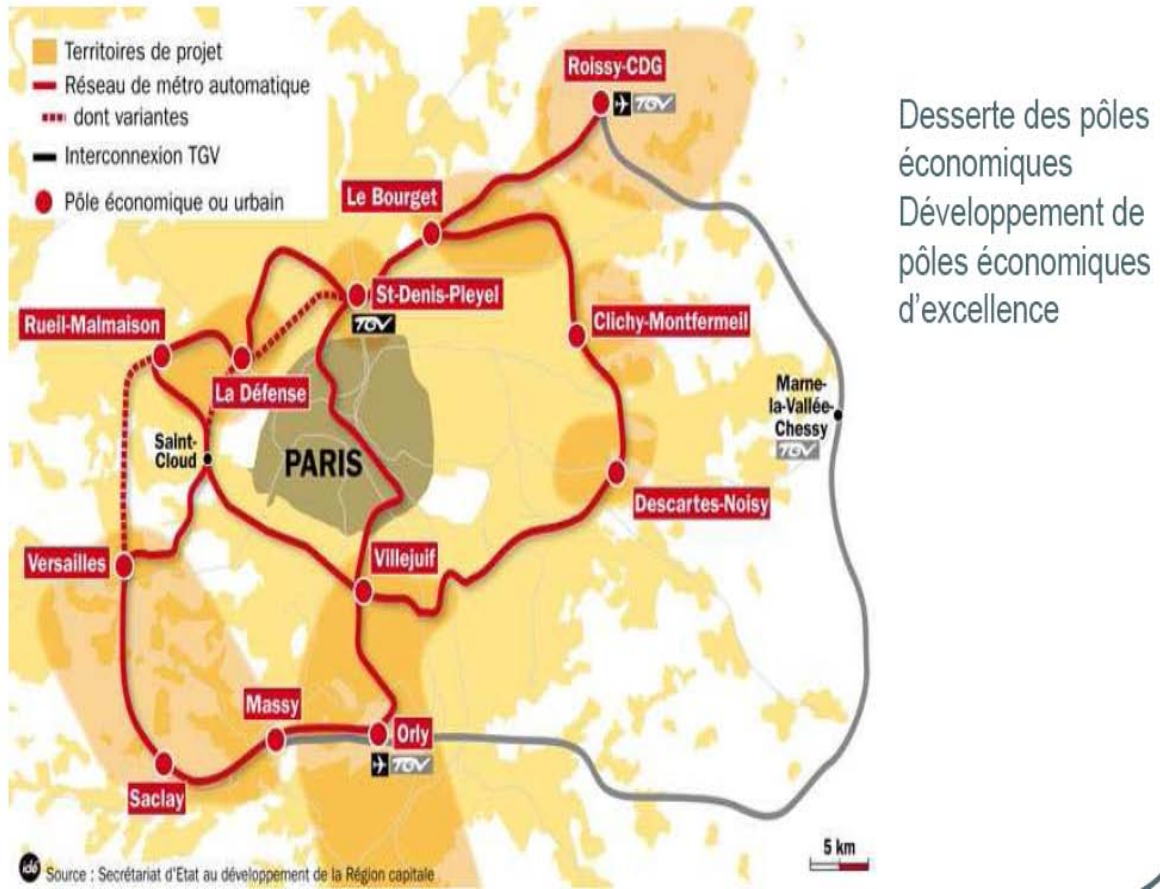 Territoires de projet
Réseau de métro automatique
dont variantes
Interconnexion TGV
Pôle économique ou urbain
Roissy-CDG
TGV
Le Bourget
St-Denis-Pleyel
TGV
Rueil-Malmaison
La Défense
Clichy-Montfermeil
Marne-
la-Vallée-
Chessy
TGV
Saint-
Cloud
PARIS
Descartes-Noisy
Versailles
Villejuif
Massy
Orly
TGV
Saclay
5 km
idé Source : Secrétariat d'Etat au développement de la Région capitale
Desserte des pôles
économiques
Développement de
pôles économiques
d'excellence